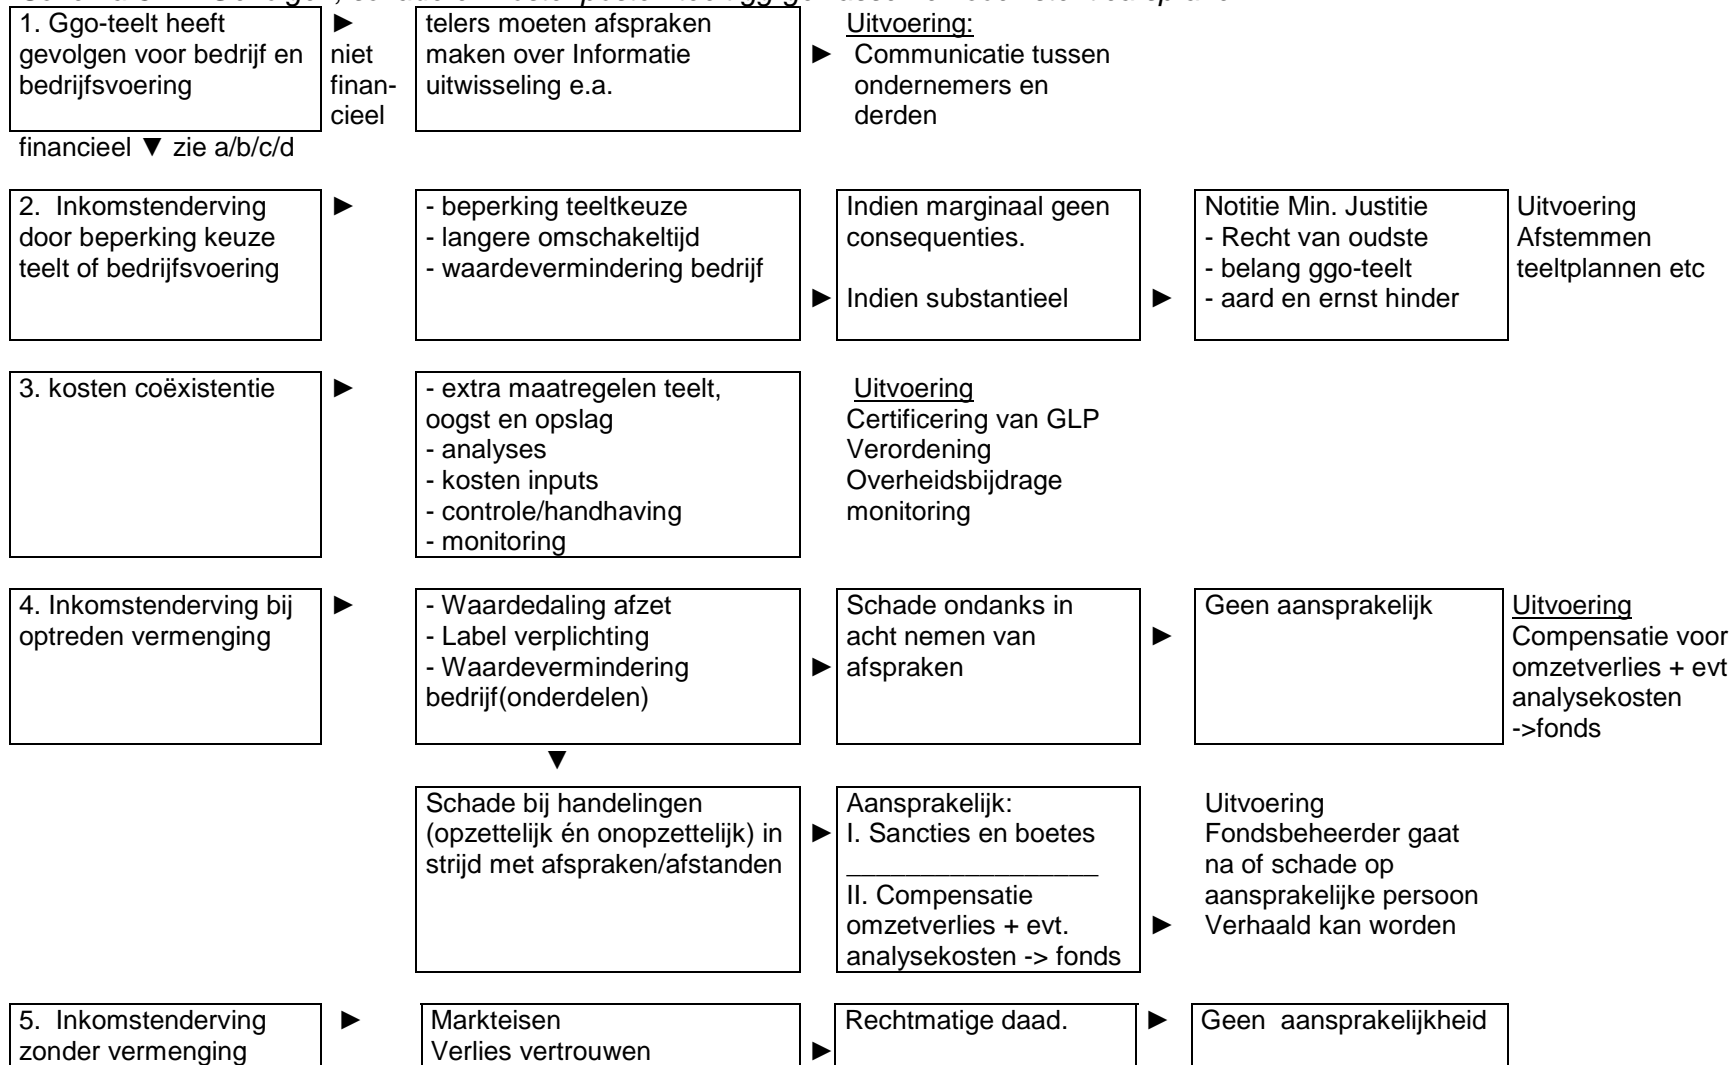 1. Ggo-teelt heeft
gevolgen voor bedrijf en
bedrijfsvoering
►
niet
finan-
cieel
telers moeten afspraken
maken over Informatie
uitwisseling e.a.
►
Uitvoering:
Communicatie tussen
ondernemers en
derden
financieel ▼ zie a/b/c/d
2. Inkomstenderving
door beperking keuze
teelt of bedrijfsvoering
►
- beperking teeltkeuze
- langere omschakeltijd
- waardevermindering bedrijf
►
Indien marginaal geen
consequenties.
Indien substantieel
►
Notitie Min. Justitie
- Recht van oudste
- belang ggo-teelt
- aard en ernst hinder
Uitvoering
Afstemmen
teeltplannen etc
3. kosten coëxistentie
►
- extra maatregelen teelt,
oogst en opslag
- analyses
- kosten inputs
- controle/handhaving
- monitoring
Uitvoering
Certificering van GLP
Verordening
Overheidsbijdrage
monitoring
4. Inkomstenderving bij
optreden vermenging
►
- Waardedaling afzet
- Label verplichting
- Waardevermindering
bedrijf(onderdelen)
►
Schade ondanks in
acht nemen van
afspraken
►
Geen aansprakelijk
Uitvoering
Compensatie voor
omzetverlies + evt
analysekosten
->fonds
▼
Schade bij handelingen
(opzettelijk én onopzettelijk) in
strijd met afspraken/afstanden
►
Aansprakelijk:
I. Sancties en boetes
_________________
II. Compensatie
omzetverlies + evt.
analysekosten -> fonds
►
Uitvoering
Fondsbeheerder gaat
na of schade op
aansprakelijke persoon
Verhaald kan worden
5. Inkomstenderving
zonder vermenging
►
Markteisen
Verlies vertrouwen
►
Rechtmatige daad.
►
Geen aansprakelijkheid